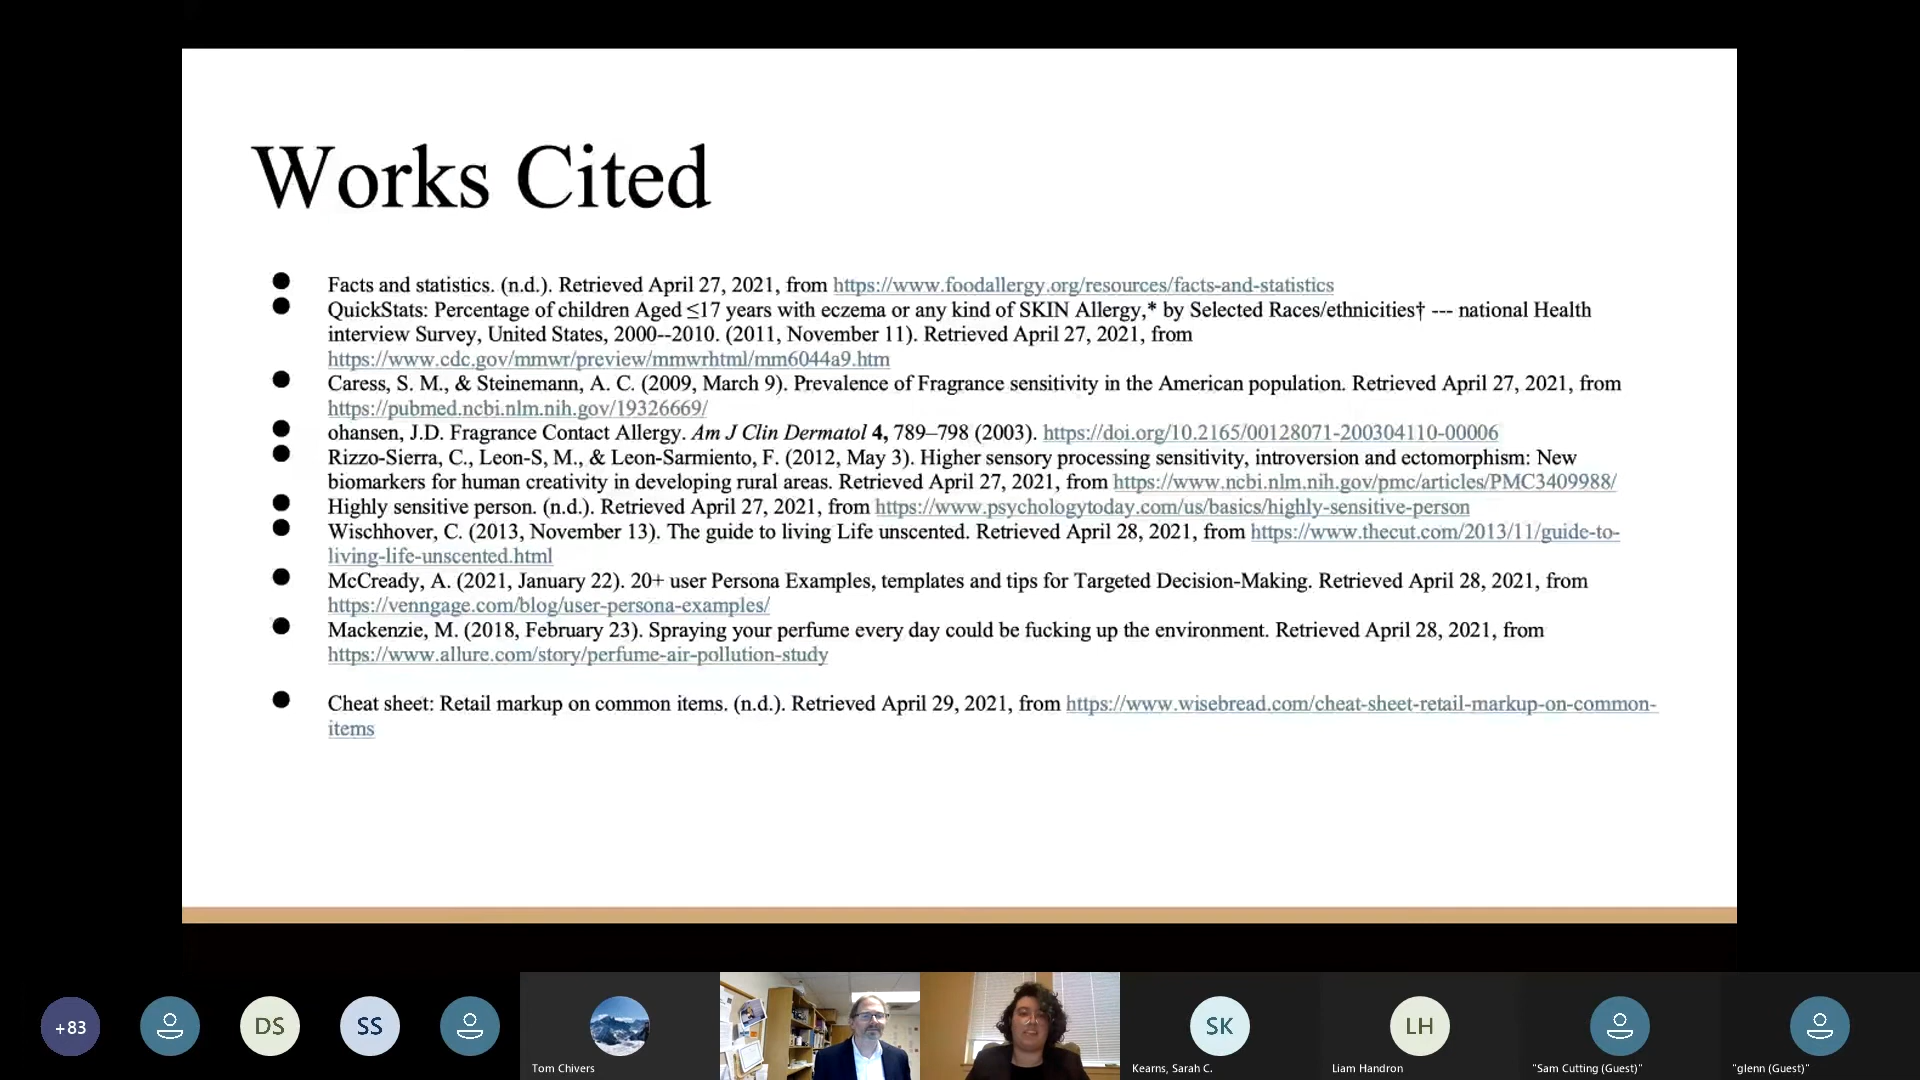 Works Cited
Facts and statistics. (n.d.). Retrieved April 27, 2021, from https://www.foodallergy.org/resources/facts-and-statistics
QuickStats: Percentage of children Aged ≤17 years with eczema or any kind of SKIN Allergy,* by Selected Races/ethnicities† --- national Health
interview Survey, United States, 2000--2010. (2011, November 11). Retrieved April 27, 2021, from
https://www.cdc.gov/mmwr/preview/mmwrhtml/mm6044a9.htm
Caress, S. M., & Steinemann, A. C. (2009, March 9). Prevalence of Fragrance sensitivity in the American population. Retrieved April 27, 2021, from
https://pubmed.ncbi.nlm.nih.gov/19326669/
ohansen, J.D. Fragrance Contact Allergy. Am J Clin Dermatol 4, 789–798 (2003). https://doi.org/10.2165/00128071-200304110-00006
Rizzo-Sierra, C., Leon-S, M., & Leon-Sarmiento, F. (2012, May 3). Higher sensory processing sensitivity, introversion and ectomorphism: New
biomarkers for human creativity in developing rural areas. Retrieved April 27, 2021, from https://www.ncbi.nlm.nih.gov/pmc/articles/PMC3409988/
Highly sensitive person. (n.d.). Retrieved April 27, 2021, from https://www.psychologytoday.com/us/basics/highly-sensitive-person
Wischhover, C. (2013, November 13). The guide to living Life unscented. Retrieved April 28, 2021, from https://www.thecut.com/2013/11/guide-to-
living-life-unscented.html
McCready, A. (2021, January 22). 20+ user Persona Examples, templates and tips for Targeted Decision-Making. Retrieved April 28, 2021, from
https://venngage.com/blog/user-persona-examples/
Mackenzie, M. (2018, February 23). Spraying your perfume every day could be fucking up the environment. Retrieved April 28, 2021, from
https://www.allure.com/story/perfume-air-pollution-study
Cheat sheet: Retail markup on common items. (n.d.). Retrieved April 29, 2021, from https://www.wisebread.com/cheat-sheet-retail-markup-on-common-
items
+83
DS
SS
SK
LH
Tom Chivers
Kearns, Sarah C.
Liam Handron
"Sam Cutting (Guest)"
"glenn (Guest)"